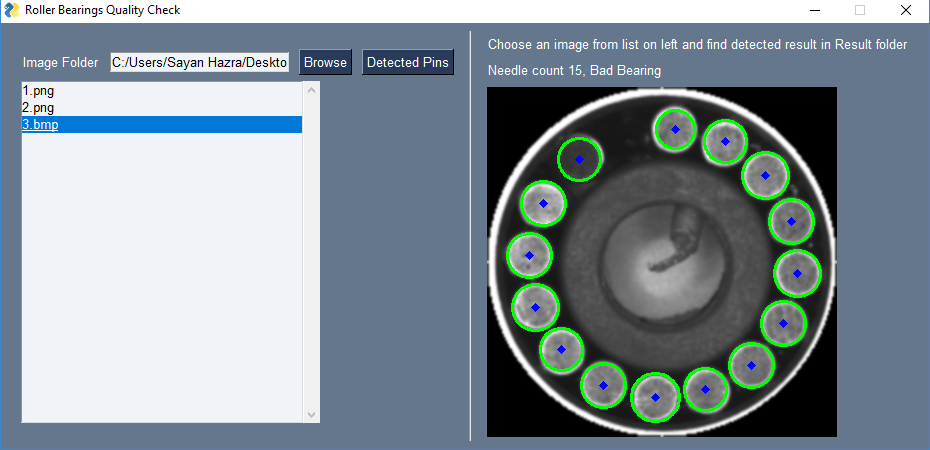 Roller Bearings Quality Check
Image Folder C:/Users/Sayan Hazra/Deskto Browse Detected Pins
1.png
2.png
3.bmp
Choose an image from list on left and find detected result in Result folder
Needle count 15, Bad Bearing